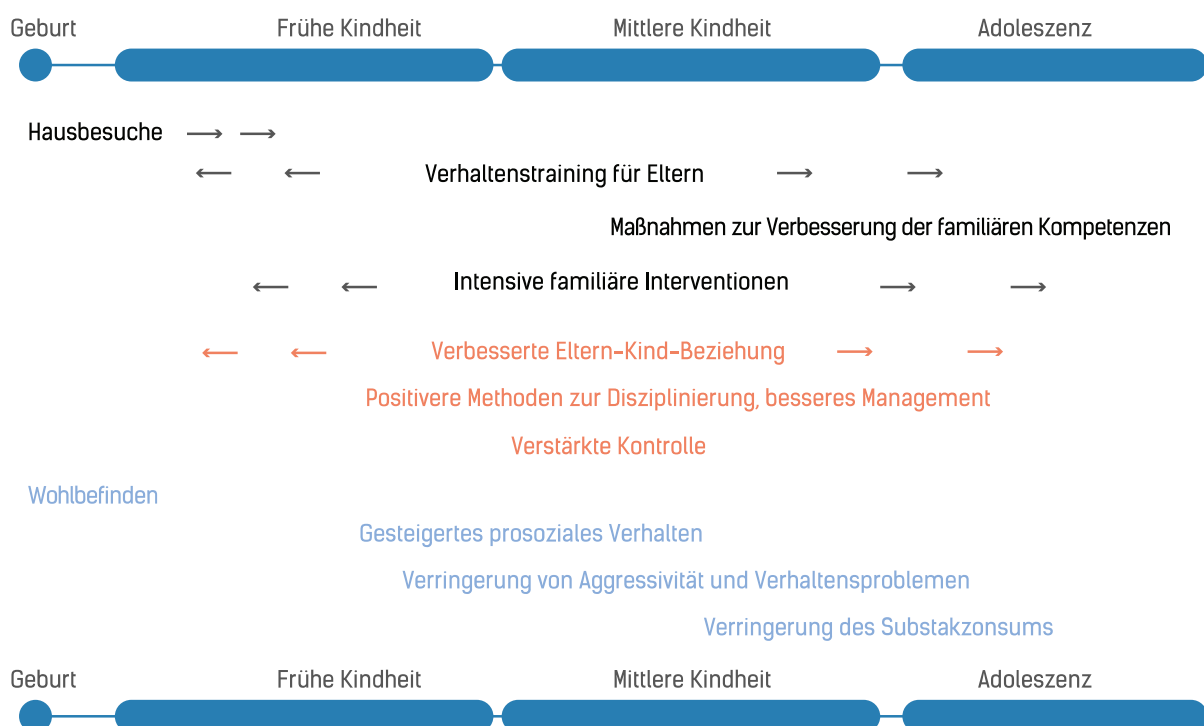 Geburt Frühe Kindheit Mittlere Kindheit Adoleszenz
Hausbesuche → →
← ← Verhaltenstraining für Eltern → →
Maßnahmen zur Verbesserung der familiären Kompetenzen
← ← Intensive familiäre Interventionen → →
← ← Verbesserte Eltern-Kind-Beziehung → →
Positivere Methoden zur Disziplinierung, besseres Management
Verstärkte Kontrolle
Wohlbefinden
Gesteigertes prosoziales Verhalten
Verringerung von Aggressivität und Verhaltensproblemen
Verringerung des Substakzonsums
Geburt Frühe Kindheit Mittlere Kindheit Adoleszenz